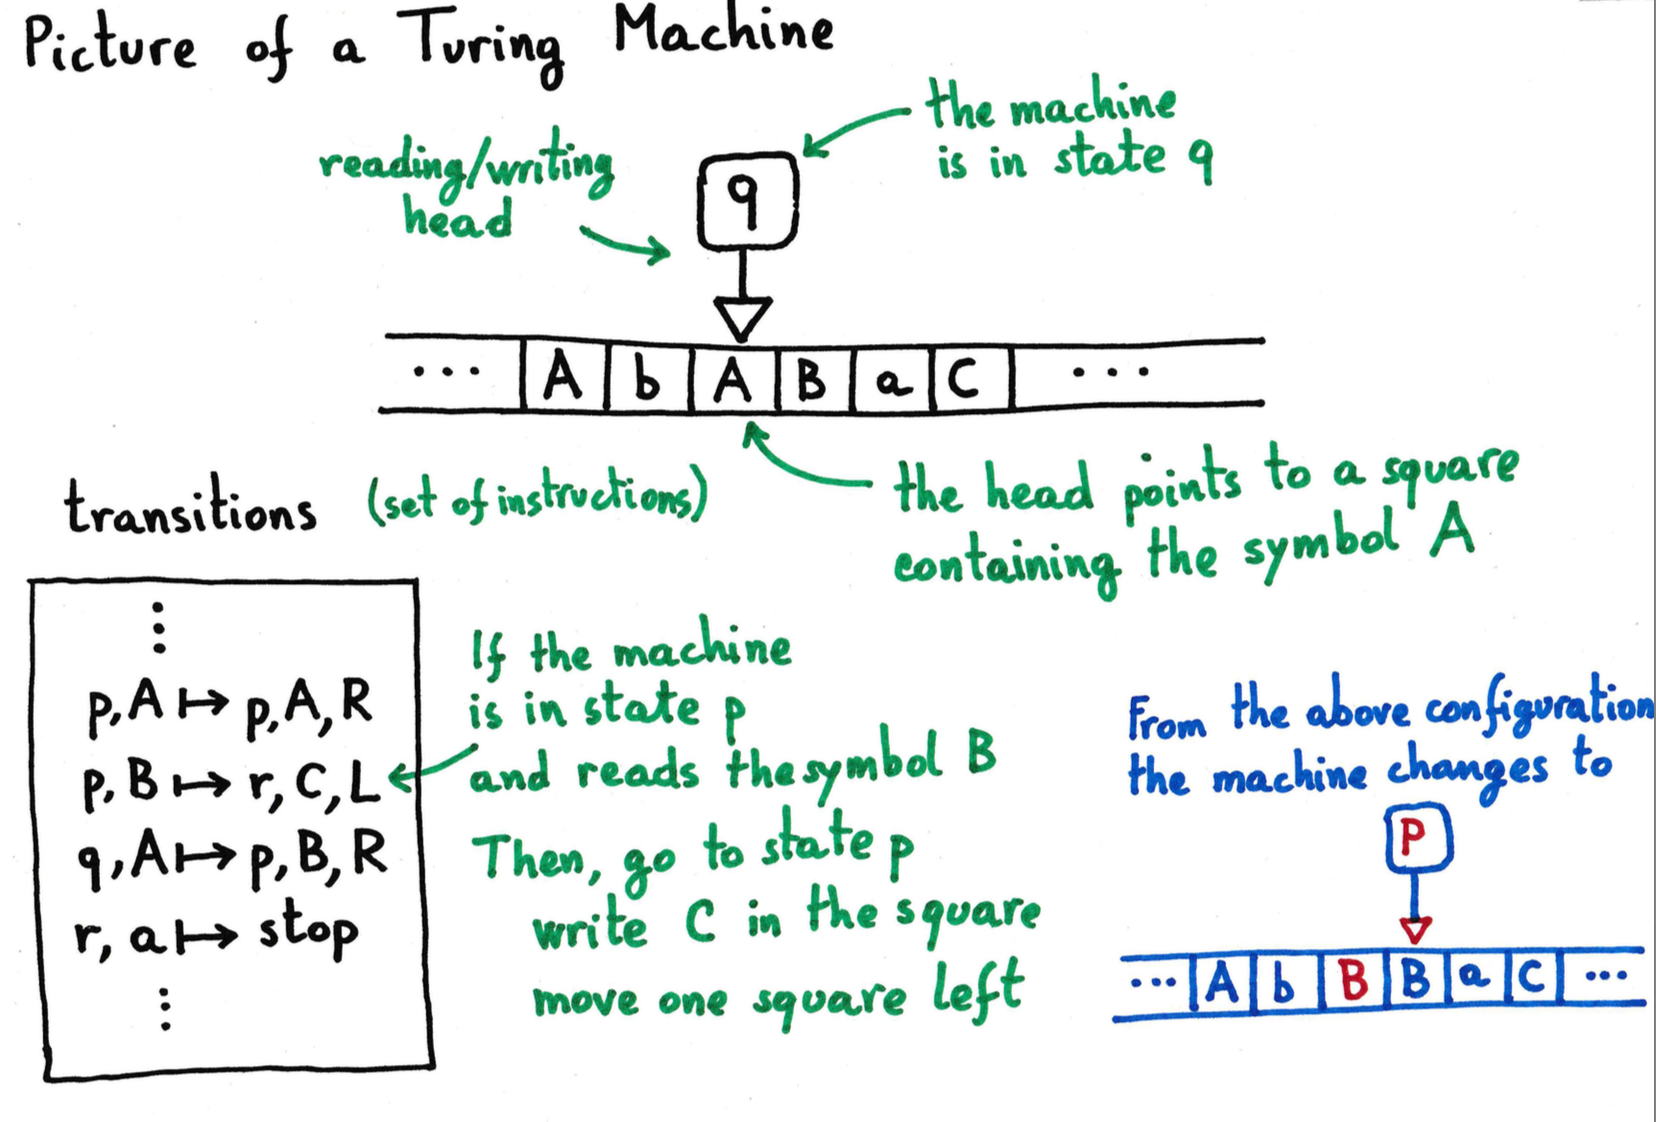 Picture of a Turing Machine
the machine
is in state q
reading/writing
head
q
... A b A B a C ...
the head points to a square
containing the symbol A
transitions (set of instructions)
⋮
p, A ↦ p, A, R
p, B ↦ r, C, L
q, A ↦ p, B, R
r, a ↦ stop
⋮
If the machine
is in state p
and reads the symbol B
Then, go to state p
write C in the square
move one square left
From the above configuration
the machine changes to
P
... A b B B a C ...